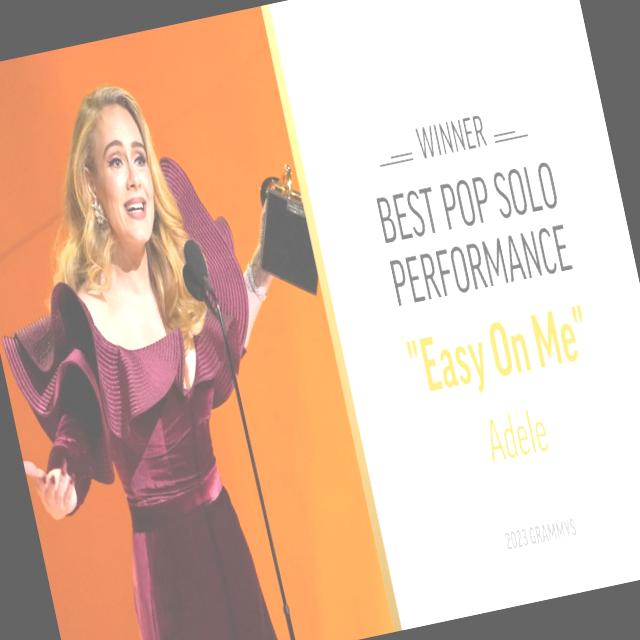 WINNER
BEST POP SOLO
PERFORMANCE
"Easy On Me"
Adele
2023 GRAMMYS